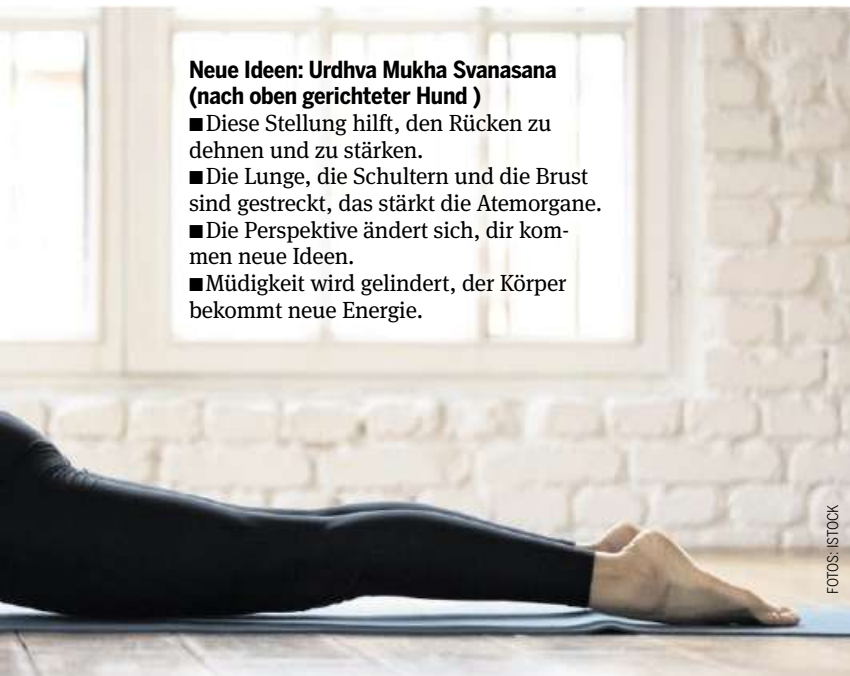 Neue Ideen: Urdhva Mukha Svanasana
(nach oben gerichteter Hund )
■ Diese Stellung hilft, den Rücken zu
dehnen und zu stärken.
■ Die Lunge, die Schultern und die Brust
sind gestreckt, das stärkt die Atemorgane.
■ Die Perspektive ändert sich, dir kom-
men neue Ideen.
■ Müdigkeit wird gelindert, der Körper
bekommt neue Energie.
FOTOS: ISTOCK